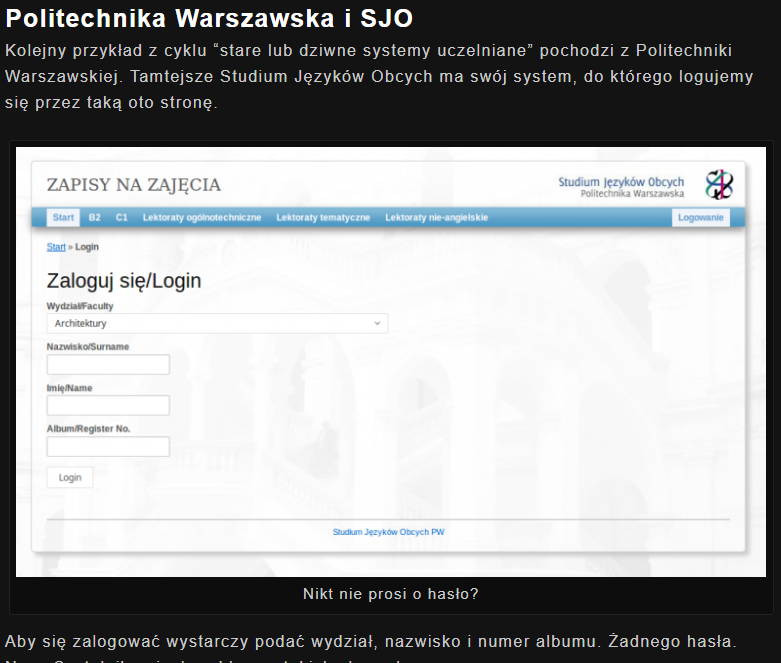 Politechnika Warszawska i SJO
Kolejny przykład z cyklu “stare lub dziwne systemy uczelniane” pochodzi z Politechniki
Warszawskiej. Tamtejsze Studium Języków Obcych ma swój system, do którego logujemy
się przez taką oto stronę.
ZAPISY NA ZAJĘCIA
Studium Języków Obcych
Politechnika Warszawska
Start B2 C1 Lektoraty ogólnotechniczne Lektoraty tematyczne Lektoraty nie-angielskie Logowanie
Start » Login
Zaloguj się/Login
Wydział/Faculty
Architektury
Nazwisko/Surname
Imię/Name
Album/Register No.
Login
Studium Języków Obcych PW
Nikt nie prosi o hasło?
Aby się zalogować wystarczy podać wydział, nazwisko i numer albumu. Żadnego hasła.